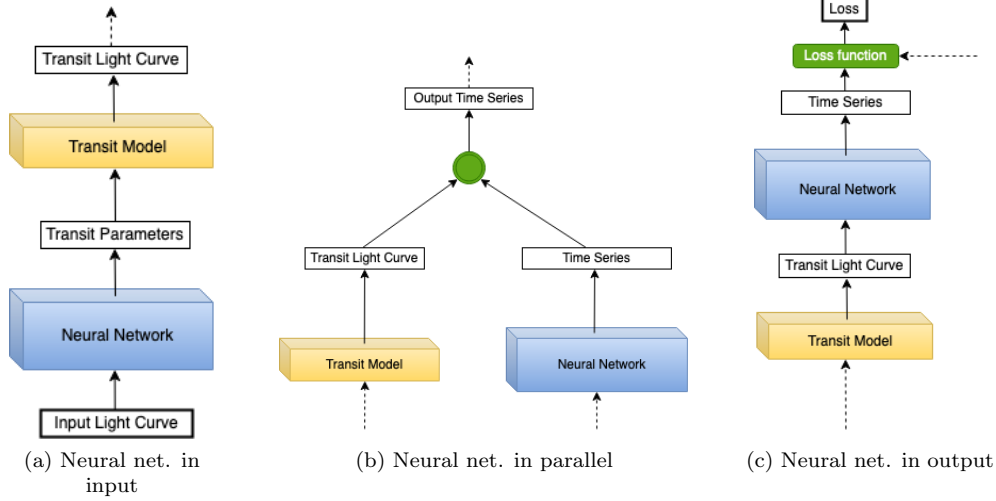 Transit Light Curve
Transit Model
Transit Parameters
Neural Network
Input Light Curve
(a) Neural net. in
input
Output Time Series
Transit Light Curve
Time Series
Transit Model
Neural Network
(b) Neural net. in parallel
Loss
Loss function
Time Series
Neural Network
Transit Light Curve
Transit Model
(c) Neural net. in output